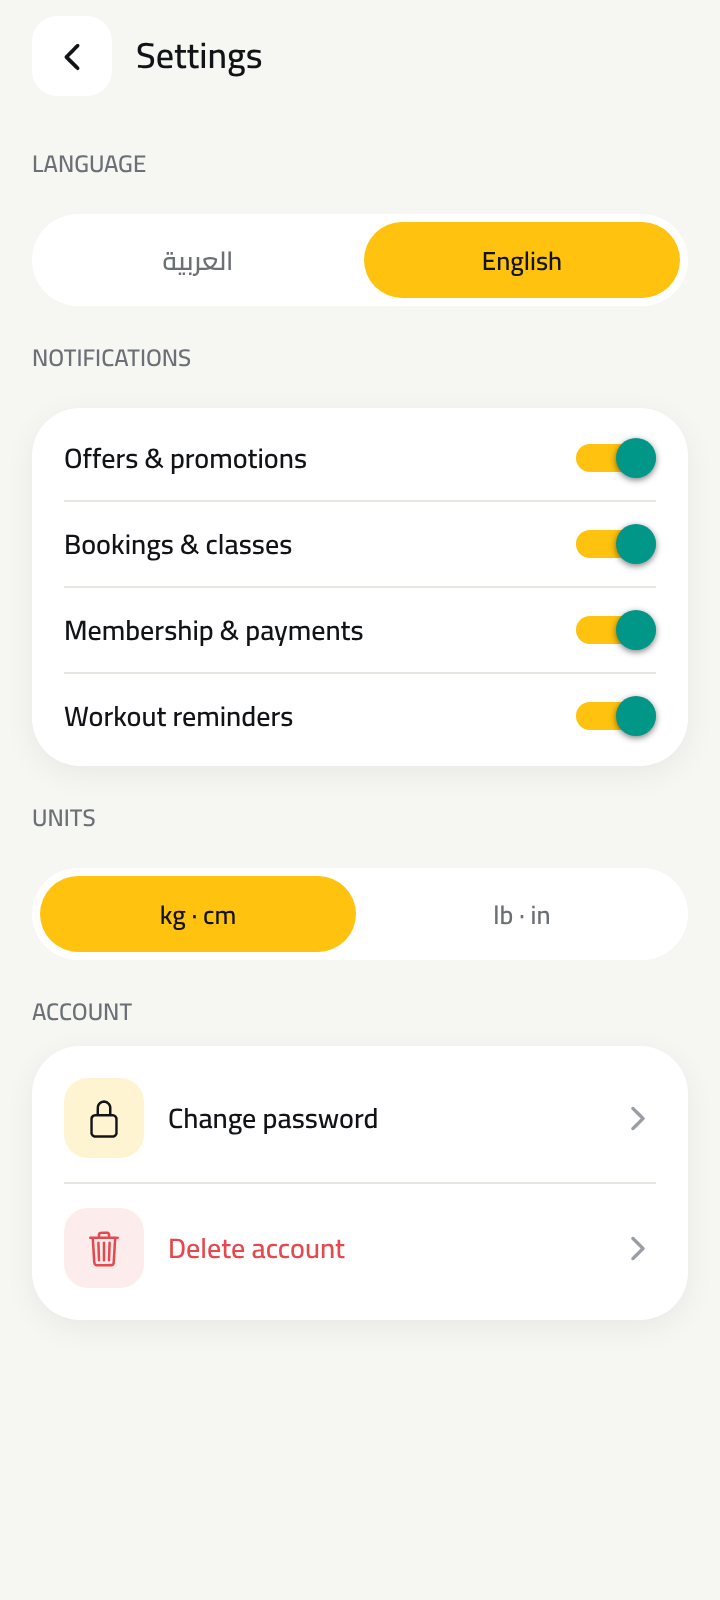 Settings
LANGUAGE
العربية
English
NOTIFICATIONS
Offers & promotions
Bookings & classes
Membership & payments
Workout reminders
UNITS
kg · cm
lb · in
ACCOUNT
Change password
Delete account